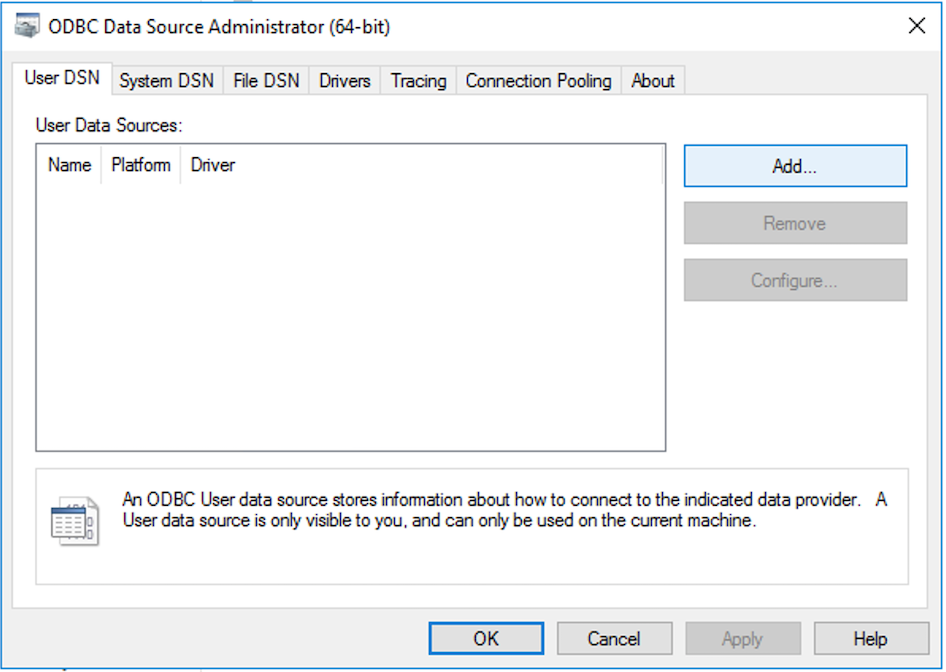 ODBC Data Source Administrator (64-bit)
User DSN System DSN File DSN Drivers Tracing Connection Pooling About
User Data Sources:
Name Platform Driver
Add...
Remove
Configure...
An ODBC User data source stores information about how to connect to the indicated data provider. A
User data source is only visible to you, and can only be used on the current machine.
OK Cancel Apply Help